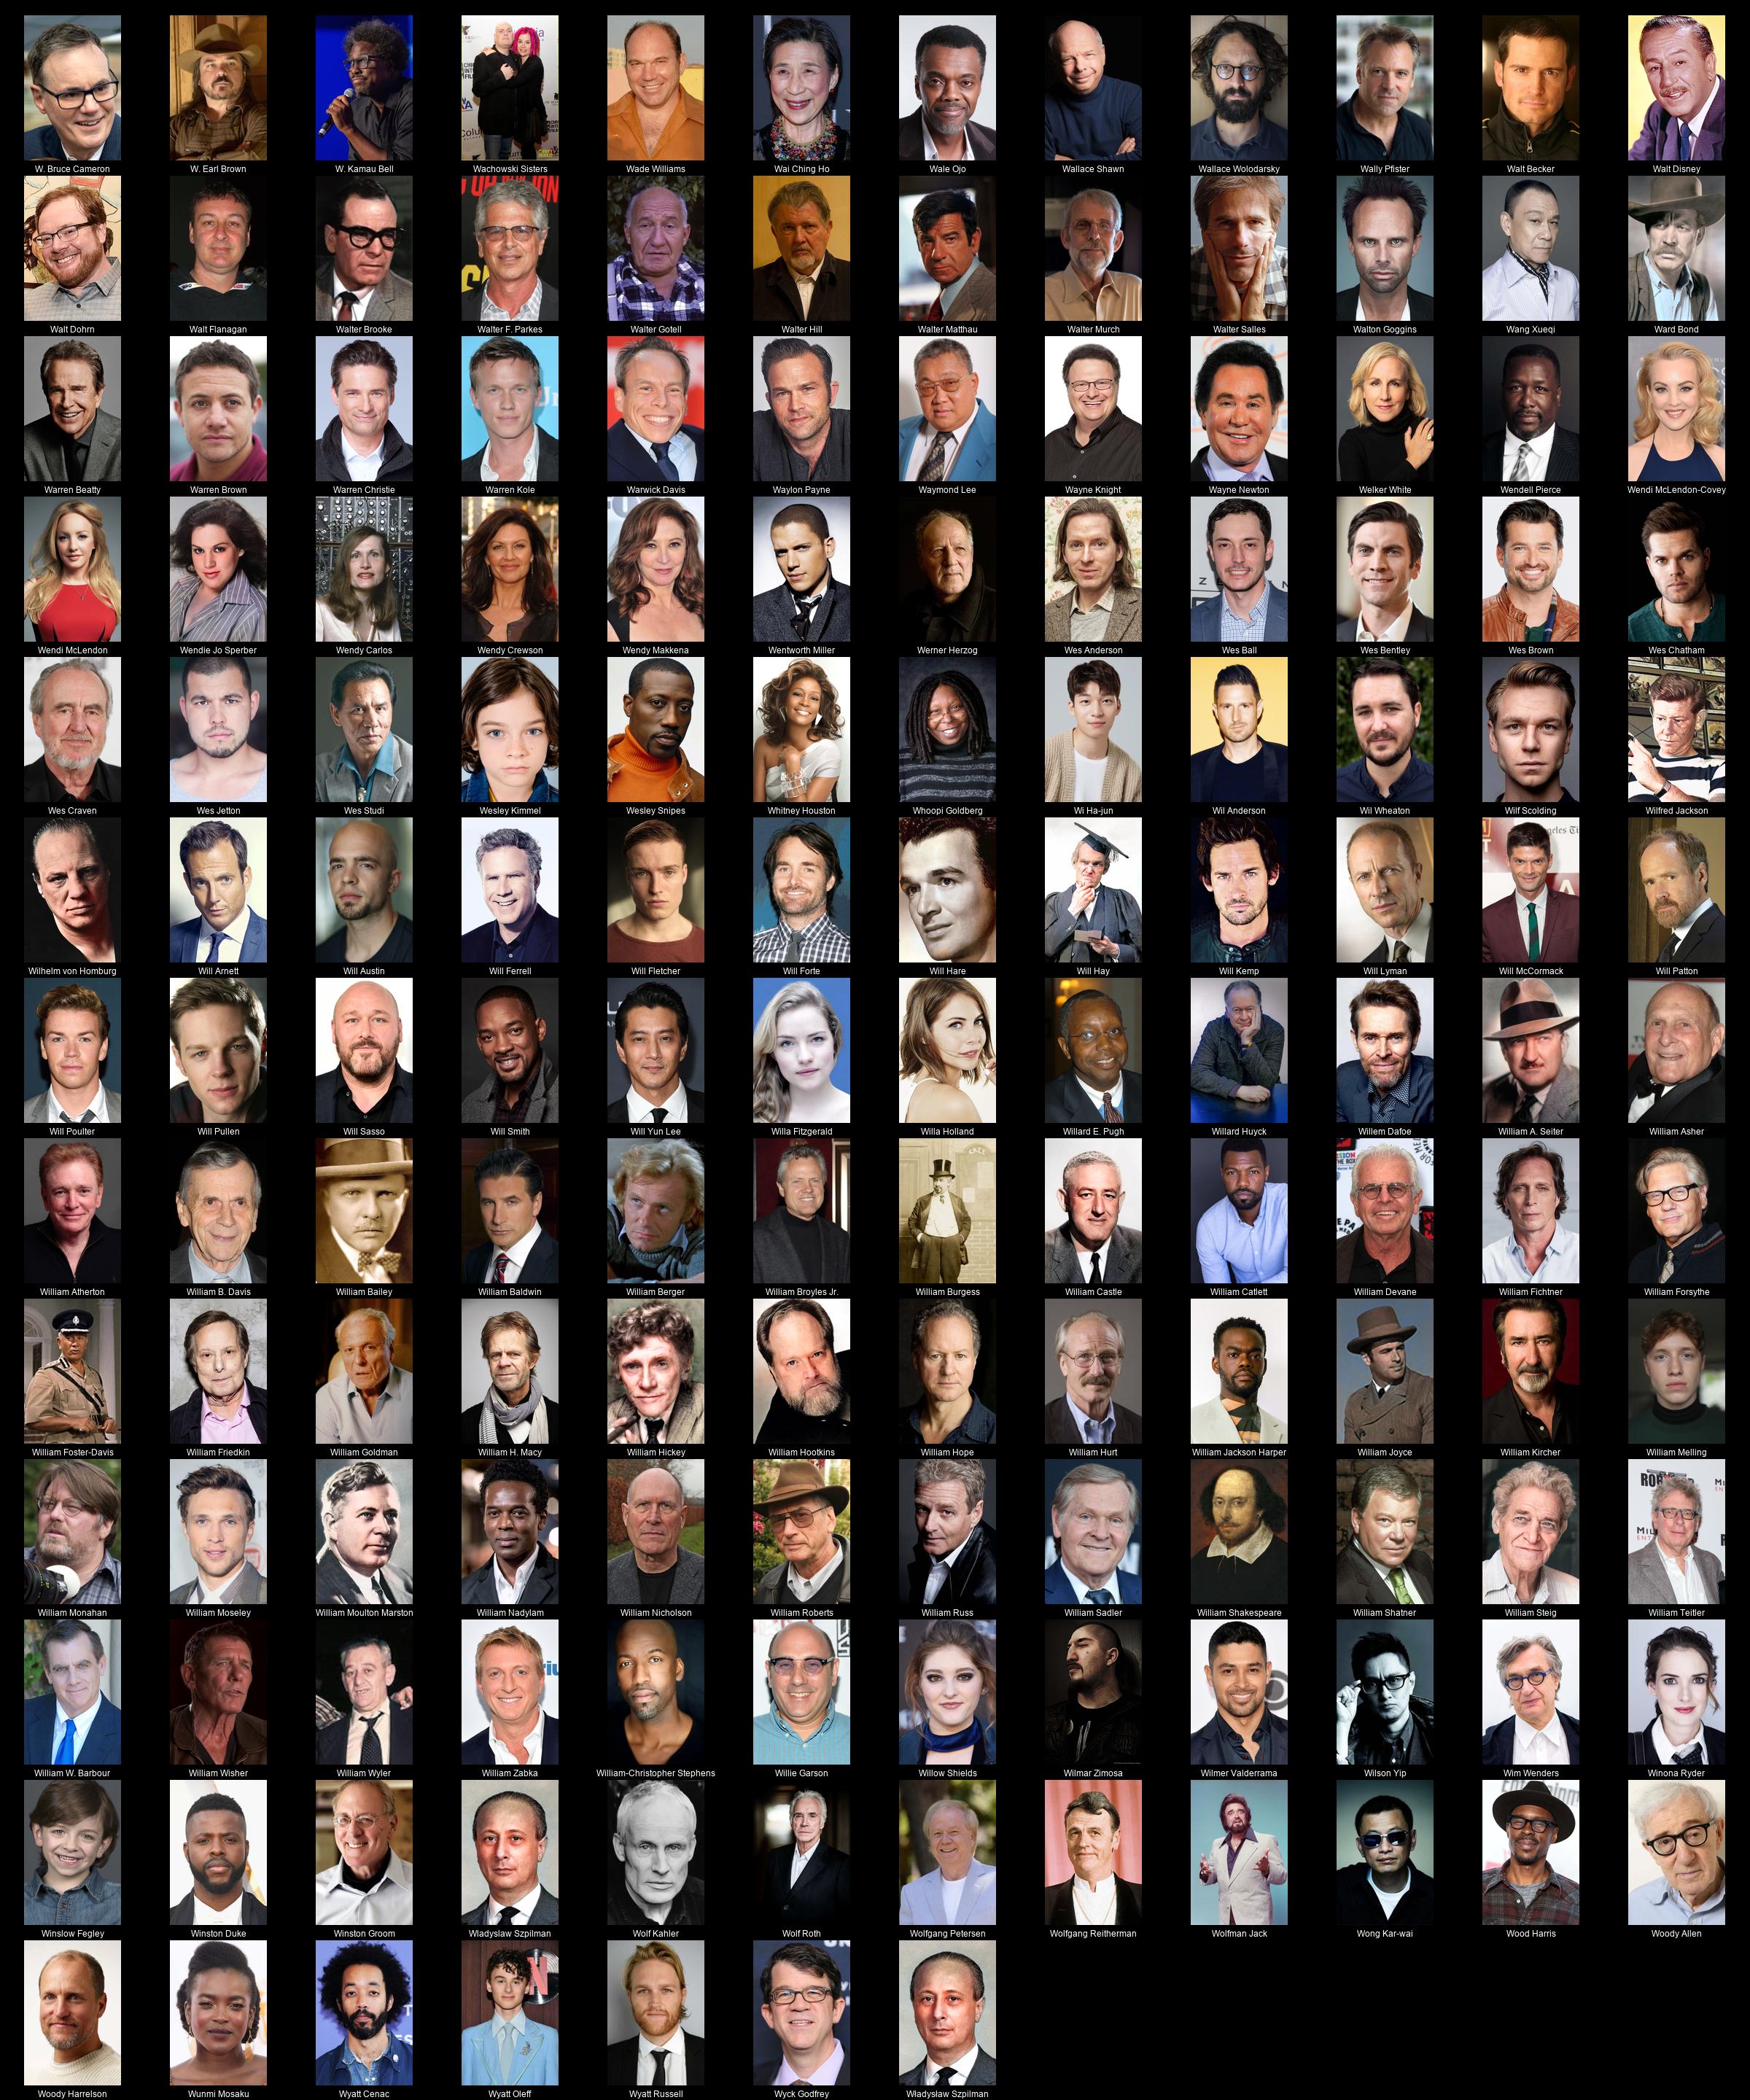 W. Bruce Cameron
W. Earl Brown
W. Kamau Bell
Wachowski Sisters
Wade Williams
Wai Ching Ho
Wale Ojo
Wallace Shawn
Wallace Wolodarsky
Wally Pfister
Walt Becker
Walt Disney
Walt Dohrn
Walt Flanagan
Walter Brooke
Walter F. Parkes
Walter Gotell
Walter Hill
Walter Matthau
Walter Murch
Walter Salles
Walton Goggins
Wang Xueqi
Ward Bond
Warren Beatty
Warren Brown
Warren Christie
Warren Kole
Warwick Davis
Waylon Payne
Waymond Lee
Wayne Knight
Wayne Newton
Welker White
Wendell Pierce
Wendi McLendon-Covey
Wendi McLendon
Wendie Jo Sperber
Wendy Carlos
Wendy Crewson
Wendy Makkena
Wentworth Miller
Werner Herzog
Wes Anderson
Wes Ball
Wes Bentley
Wes Brown
Wes Chatham
Wes Craven
Wes Jetton
Wes Studi
Wesley Kimmel
Wesley Snipes
Whitney Houston
Whoopi Goldberg
Wi Ha-jun
Wil Anderson
Wil Wheaton
Wilf Scolding
Wilfred Jackson
Wilhelm von Homburg
Will Arnett
Will Austin
Will Ferrell
Will Fletcher
Will Forte
Will Hare
Will Hay
Will Kemp
Will Lyman
Will McCormack
Will Patton
Will Poulter
Will Pullen
Will Sasso
Will Smith
Will Yun Lee
Willa Fitzgerald
Willa Holland
Willard E. Pugh
Willard Huyck
Willem Dafoe
William A. Seiter
William Asher
William Atherton
William B. Davis
William Bailey
William Baldwin
William Berger
William Broyles Jr.
William Burgess
William Castle
William Catlett
William Devane
William Fichtner
William Forsythe
William Foster-Davis
William Friedkin
William Goldman
William H. Macy
William Hickey
William Hootkins
William Hope
William Hurt
William Jackson Harper
William Joyce
William Kircher
William Melling
William Monahan
William Moseley
William Moulton Marston
William Nadylam
William Nicholson
William Roberts
William Russ
William Sadler
William Shakespeare
William Shatner
William Steig
William Teitler
William W. Barbour
William Wisher
William Wyler
William Zabka
William-Christopher Stephens
Willie Garson
Willow Shields
Wilmar Zimosa
Wilmer Valderrama
Wilson Yip
Wim Wenders
Winona Ryder
Winslow Fegley
Winston Duke
Winston Groom
Wladyslaw Szpilman
Wolf Kahler
Wolf Roth
Wolfgang Petersen
Wolfgang Reitherman
Wolfman Jack
Wong Kar-wai
Wood Harris
Woody Allen
Woody Harrelson
Wunmi Mosaku
Wyatt Cenac
Wyatt Oleff
Wyatt Russell
Wyck Godfrey
Władysław Szpilman